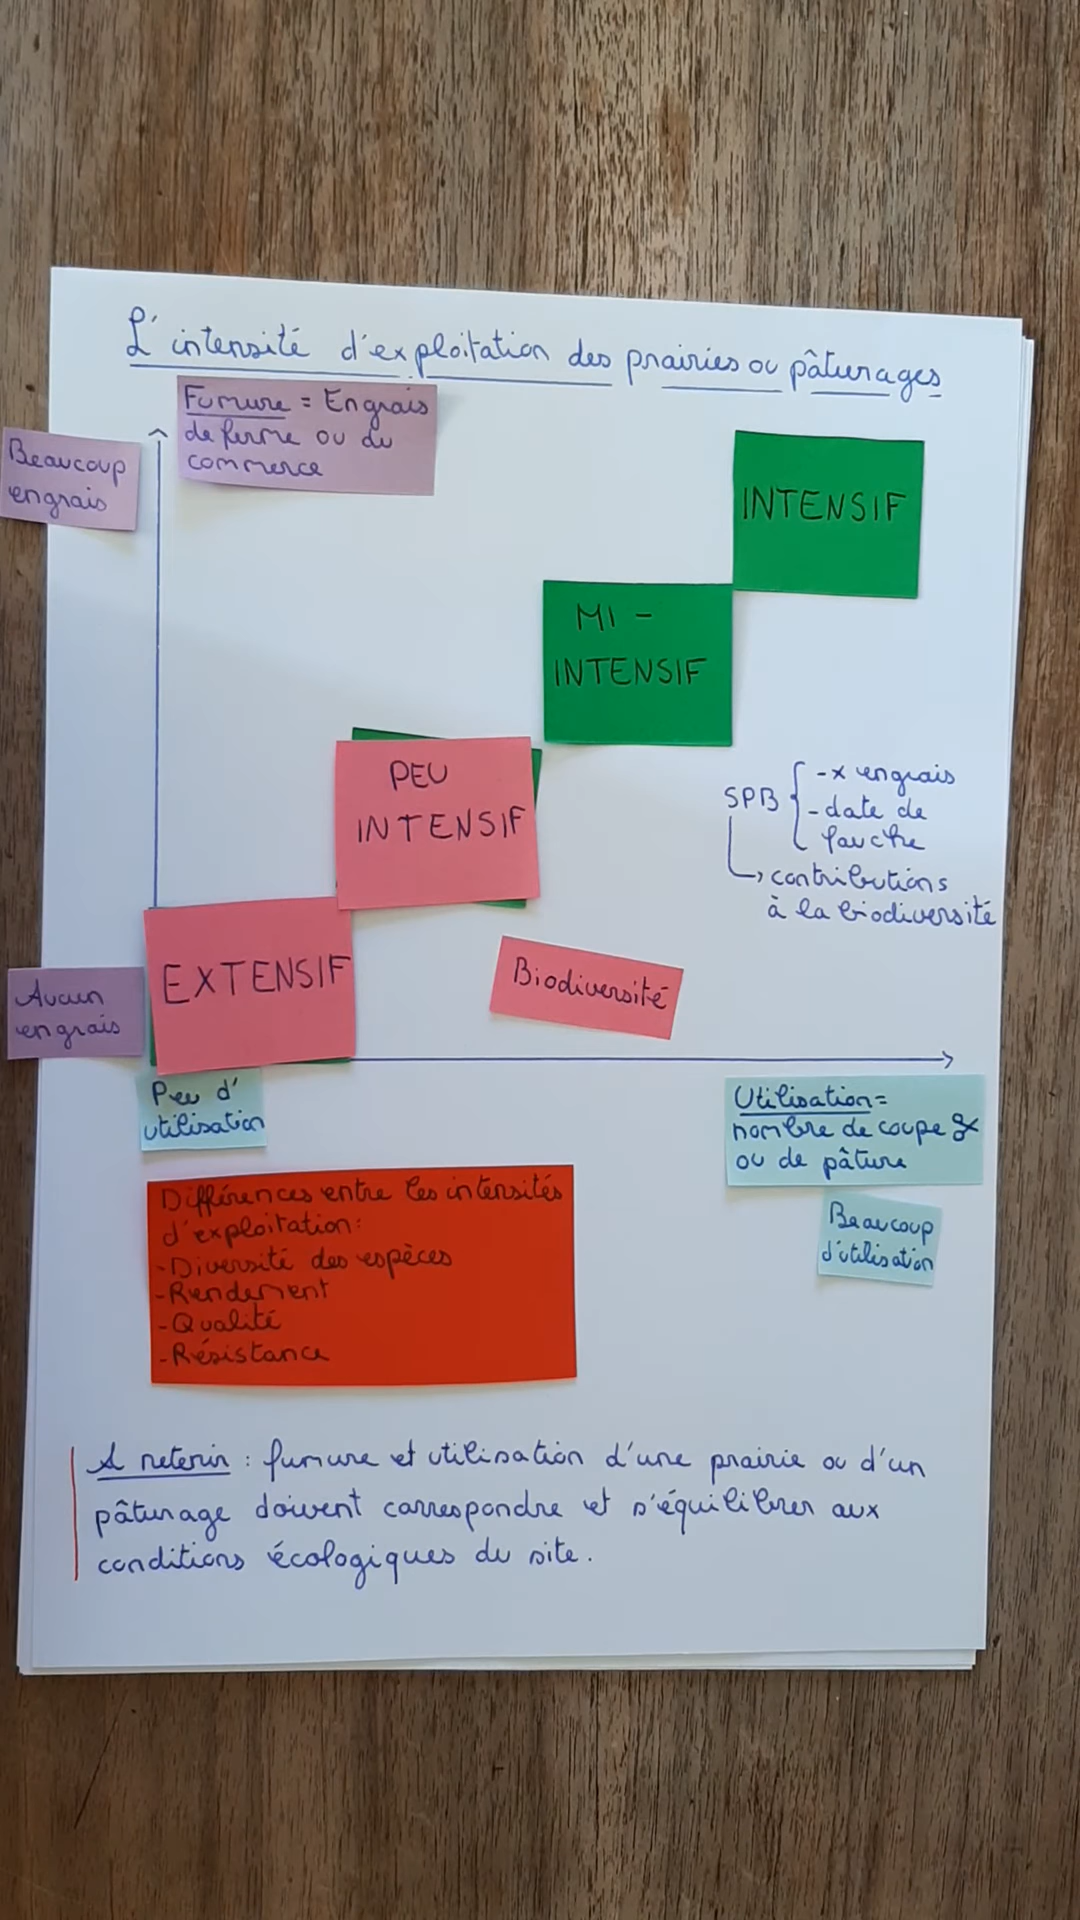 L'intensité d'exploitation des prairies ou pâturages
Fumure = Engrais
de ferme ou du
commerce
Beaucoup
engrais
INTENSIF
MI -
INTENSIF
PEU
INTENSIF
SPB
-x engrais
-date de
fauche
contributions
à la biodiversité
EXTENSIF
Biodiversité
Aucun
engrais
Peu d'
utilisation
Utilisation=
nombre de coupe
ou de pâture
Beaucoup
d'utilisation
Différences entre les intensités
d'exploitation:
-Diversité des espèces
-Rendement
-Qualité
-Résistance
A retenir : fumure et utilisation d'une prairie ou d'un
pâturage doivent correspondre et s'équilibrer aux
conditions écologiques du site.